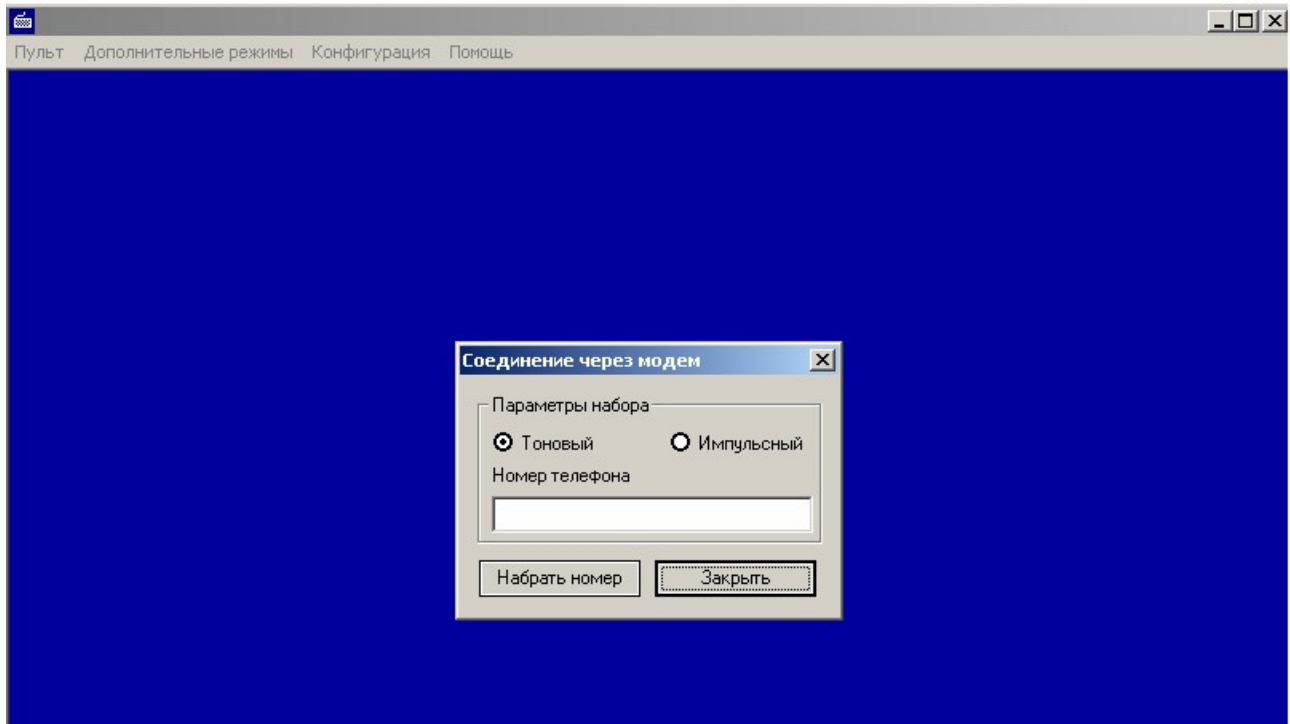 Пульт Дополнительные режимы Конфигурация Помощь
Соединение через модем
Параметры набора
Тоновый Импульсный
Номер телефона
Набрать номер Закрыть